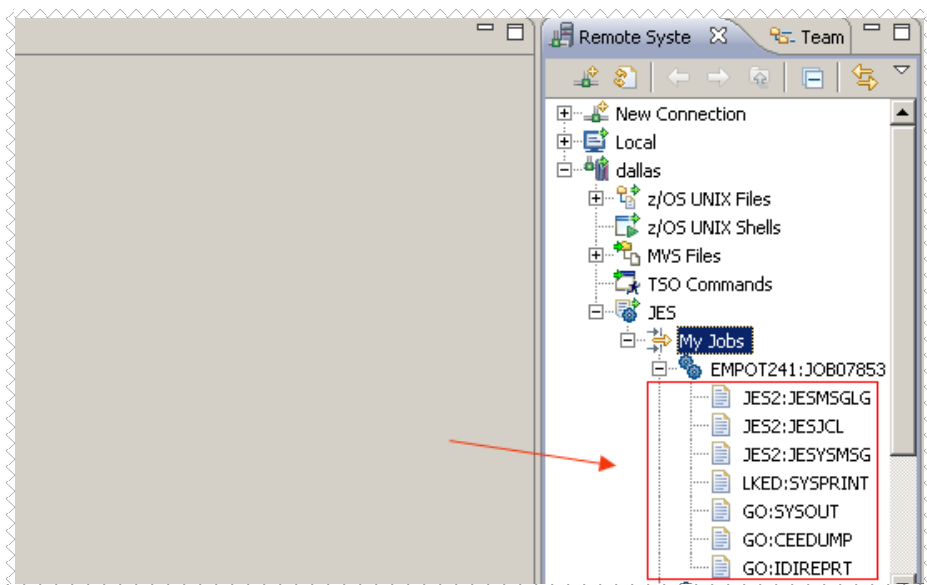 Remote Syste
Team
New Connection
Local
dallas
z/OS UNIX Files
z/OS UNIX Shells
MVS Files
TSO Commands
JES
My Jobs
EMPOT241:JOB07853
JES2:JESMSGLG
JES2:JESJCL
JES2:JESYSMSG
LKED:SYSPRINT
GO:SYSOUT
GO:CEEDUMP
GO:IDIREPRT